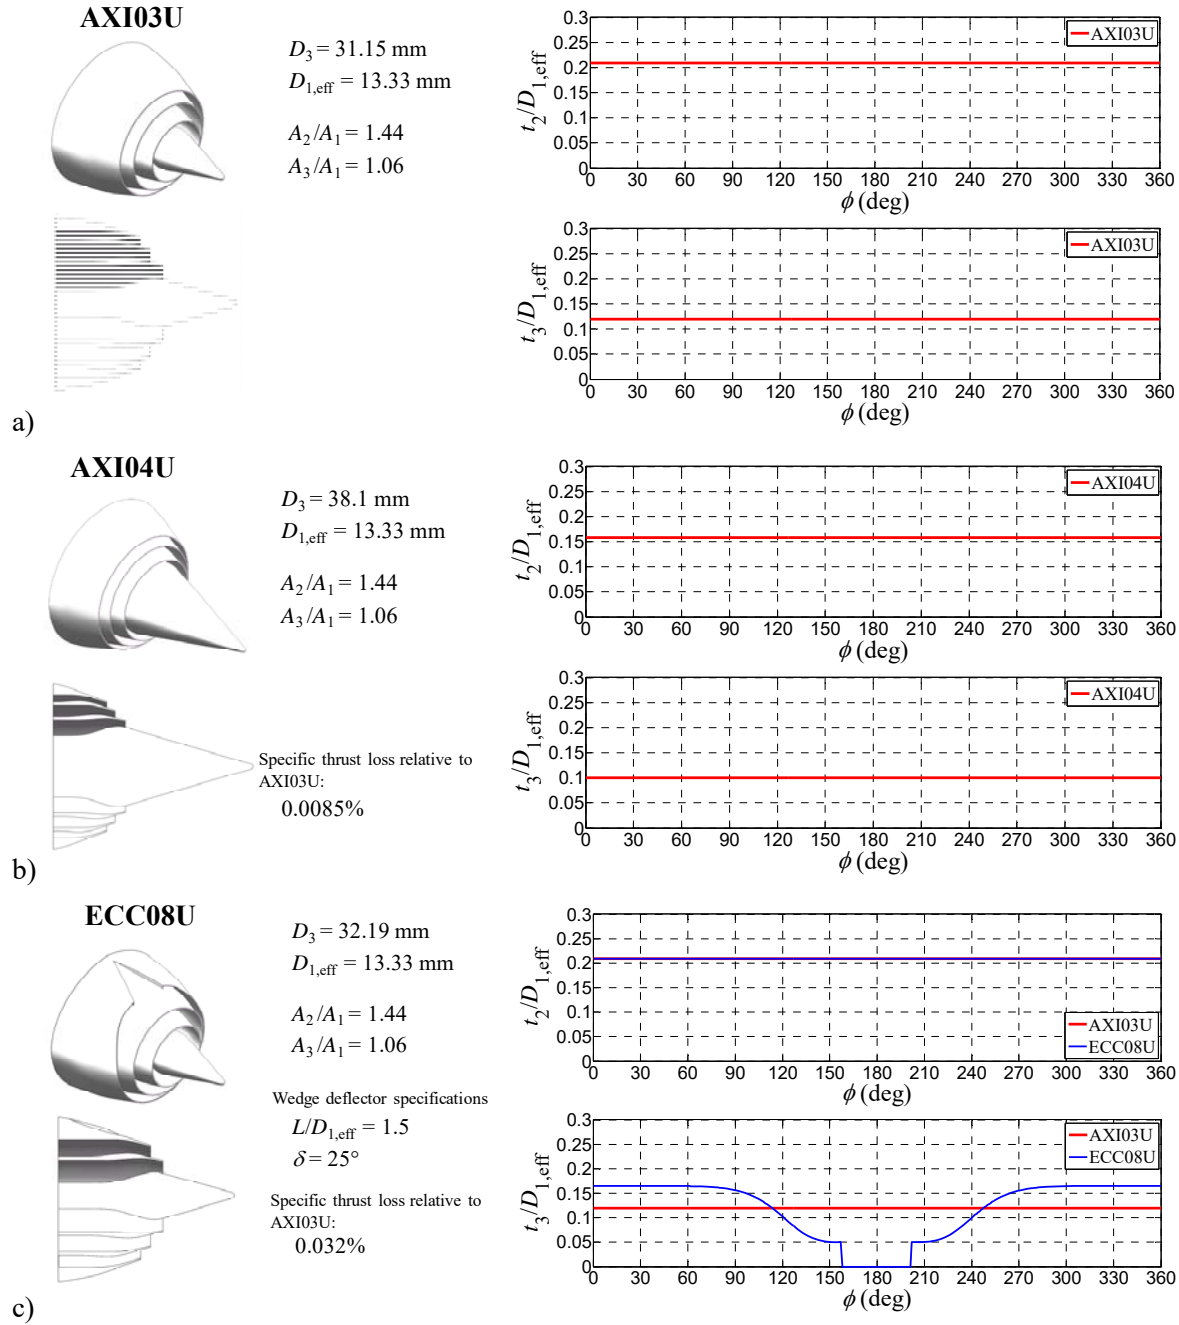 AXI03U
D3 = 31.15 mm
D1,eff = 13.33 mm
A2/A1 = 1.44
A3/A1 = 1.06
t2/D1,eff
0.3
0.25
0.2
0.15
0.1
0.05
0
0 30 60 90 120 150 180 210 240 270 300 330 360
ϕ (deg)
AXI03U
t3/D1,eff
0.3
0.25
0.2
0.15
0.1
0.05
0
0 30 60 90 120 150 180 210 240 270 300 330 360
ϕ (deg)
AXI03U
a)
AXI04U
D3 = 38.1 mm
D1,eff = 13.33 mm
A2/A1 = 1.44
A3/A1 = 1.06
Specific thrust loss relative to
AXI03U:
0.0085%
t2/D1,eff
0.3
0.25
0.2
0.15
0.1
0.05
0
0 30 60 90 120 150 180 210 240 270 300 330 360
ϕ (deg)
AXI04U
t3/D1,eff
0.3
0.25
0.2
0.15
0.1
0.05
0
0 30 60 90 120 150 180 210 240 270 300 330 360
ϕ (deg)
AXI04U
b)
ECC08U
D3 = 32.19 mm
D1,eff = 13.33 mm
A2/A1 = 1.44
A3/A1 = 1.06
Wedge deflector specifications
L/D1,eff = 1.5
δ = 25°
Specific thrust loss relative to
AXI03U:
0.032%
t2/D1,eff
0.3
0.25
0.2
0.15
0.1
0.05
0
0 30 60 90 120 150 180 210 240 270 300 330 360
ϕ (deg)
AXI03U
ECC08U
t3/D1,eff
0.3
0.25
0.2
0.15
0.1
0.05
0
0 30 60 90 120 150 180 210 240 270 300 330 360
ϕ (deg)
AXI03U
ECC08U
c)